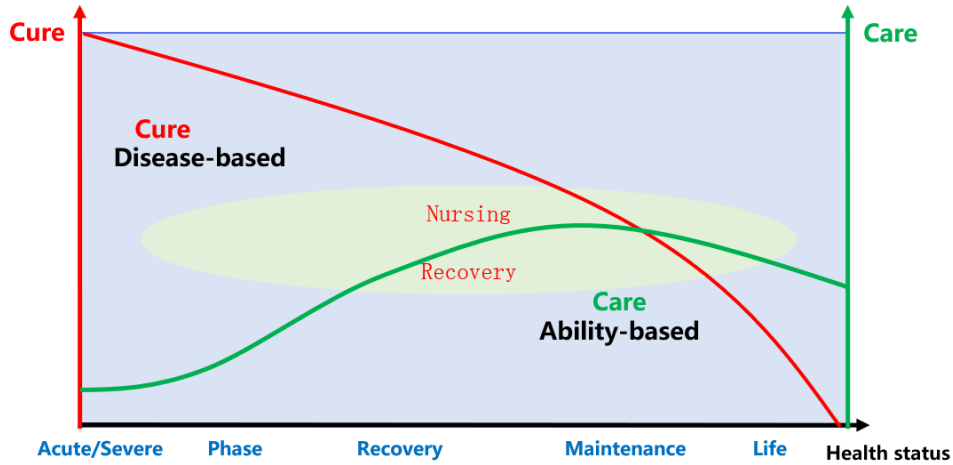 Cure
Care
Cure
Disease-based
Nursing
Recovery
Care
Ability-based
Acute/Severe Phase Recovery Maintenance Life Health status